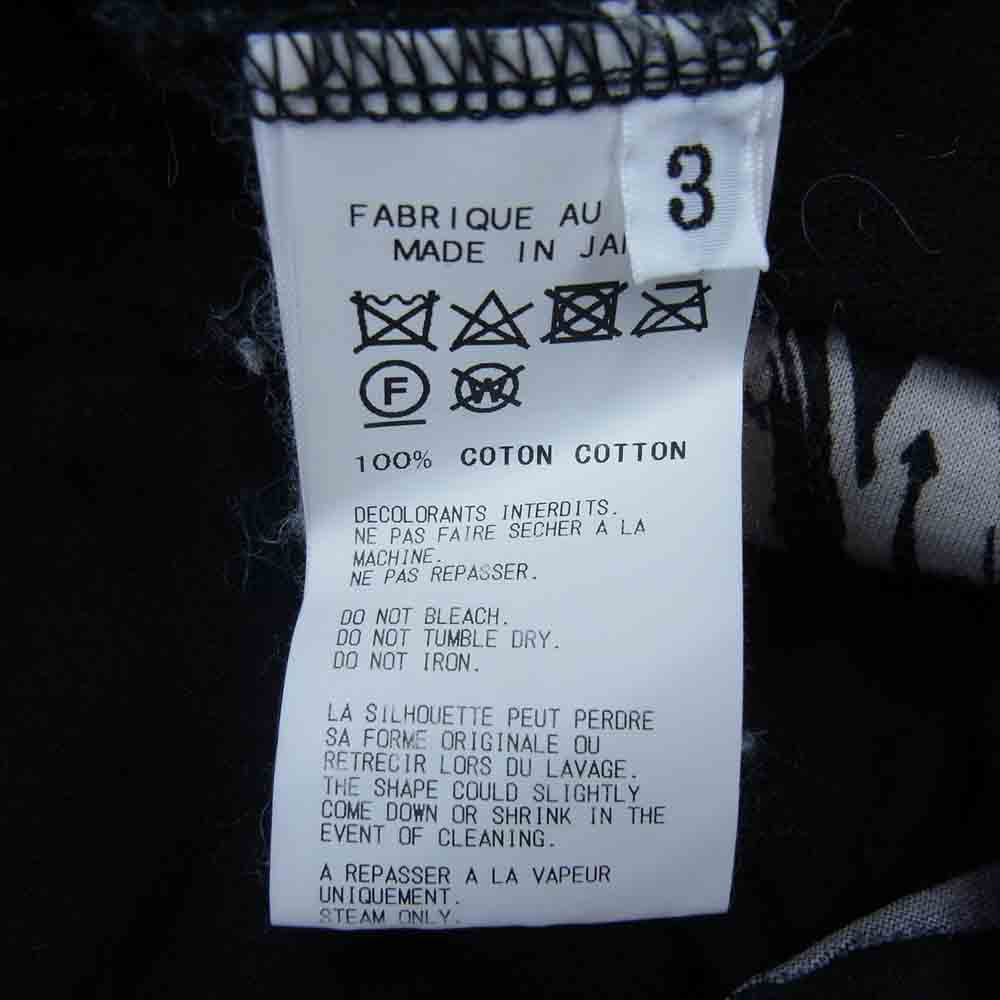 3
FABRIQUE AU
MADE IN JA
F W
100% COTON COTTON
DECOLORANTS INTERDITS.
NE PAS FAIRE SECHER A LA
MACHINE.
NE PAS REPASSER.
DO NOT BLEACH.
DO NOT TUMBLE DRY.
DO NOT IRON.
LA SILHOUETTE PEUT PERDRE
SA FORME ORIGINALE OU
RETRECIR LORS DU LAVAGE.
THE SHAPE COULD SLIGHTLY
COME DOWN OR SHRINK IN THE
EVENT OF CLEANING.
A REPASSER A LA VAPEUR
UNIQUEMENT.
STEAM ONLY.